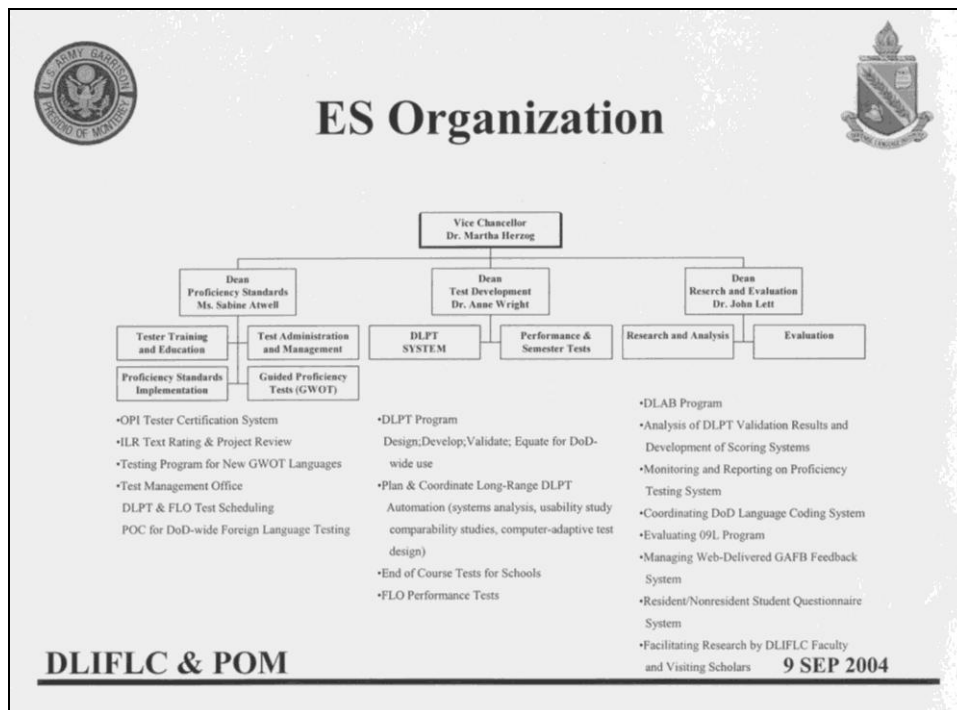 U.S. ARMY GARRISON
PRESIDIO OF MONTEREY
ES Organization
Vice Chancellor
Dr. Martha Herzog
Dean
Proficiency Standards
Ms. Sabine Atwell
Tester Training
and Education
Test Administration
and Management
Proficiency Standards
Implementation
Guided Proficiency
Tests (GWOT)
•OPI Tester Certification System
•ILR Text Rating & Project Review
•Testing Program for New GWOT Languages
•Test Management Office
DLPT & FLO Test Scheduling
POC for DoD-wide Foreign Language Testing
Dean
Test Development
Dr. Anne Wright
DLPT
SYSTEM
Performance &
Semester Tests
•DLPT Program
Design;Develop;Validate; Equate for DoD-
wide use
•Plan & Coordinate Long-Range DLPT
Automation (systems analysis, usability study
comparability studies, computer-adaptive test
design)
•End of Course Tests for Schools
•FLO Performance Tests
Dean
Reserch and Evaluation
Dr. John Lett
Research and Analysis
Evaluation
•DLAB Program
•Analysis of DLPT Validation Results and
Development of Scoring Systems
•Monitoring and Reporting on Proficiency
Testing System
•Coordinating DoD Language Coding System
•Evaluating 09L Program
•Managing Web-Delivered GAFB Feedback
System
•Resident/Nonresident Student Questionnaire
System
•Facilitating Research by DLIFLC Faculty
and Visiting Scholars
DLIFLC & POM
9 SEP 2004